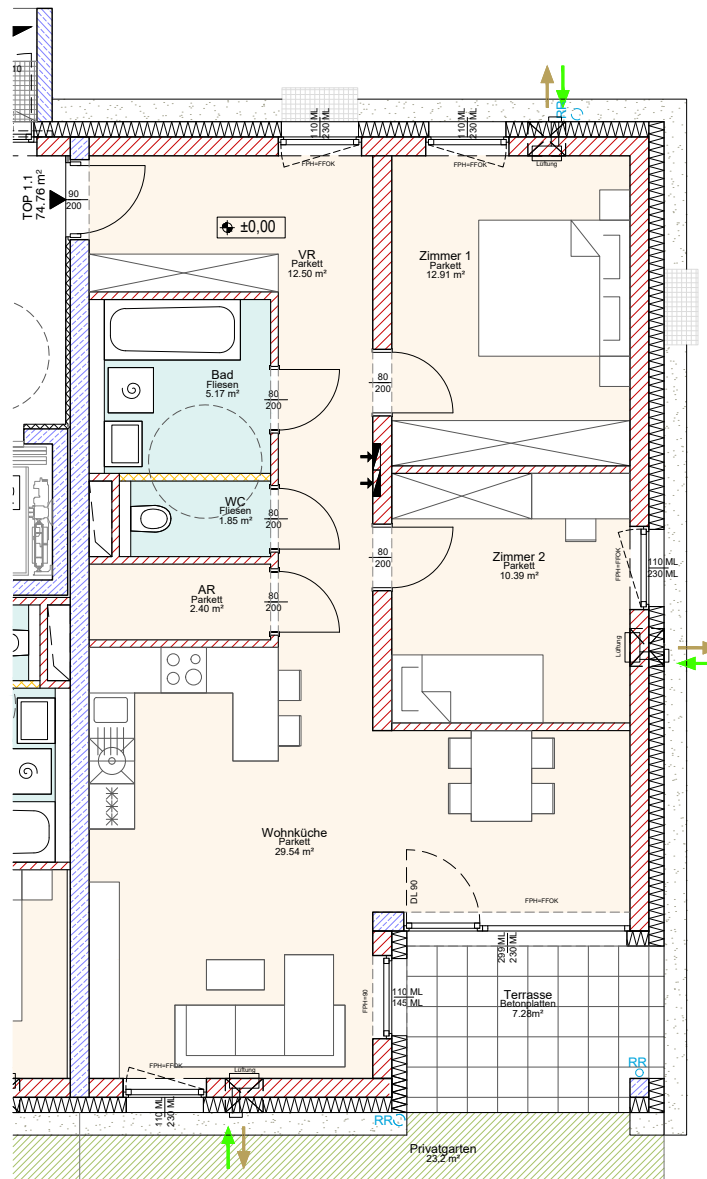 10
110 ML
230 ML
110 ML
230 ML
RR
FPH=FFOK
FPH=FFOK
Lüftung
TOP 1.1
74.76 m²
90
200
±0,00
VR
Parkett
12.50 m²
Zimmer 1
Parkett
12.91 m²
Bad
Fliesen
5.17 m²
80
200
80
200
WC
Fliesen
1.85 m²
80
200
80
200
Zimmer 2
Parkett
10.39 m²
FPH=FFOK
110 ML
230 ML
AR
Parkett
2.40 m²
80
200
Lüftung
Wohnküche
Parkett
29.54 m²
DL 90
FPH=FFOK
299 ML
230 ML
FPH=90
110 ML
145 ML
Terrasse
Betonplatten
7.28m²
FPH=FFOK
Lüftung
RR
110 ML
230 ML
RR
Privatgarten
23,2 m²